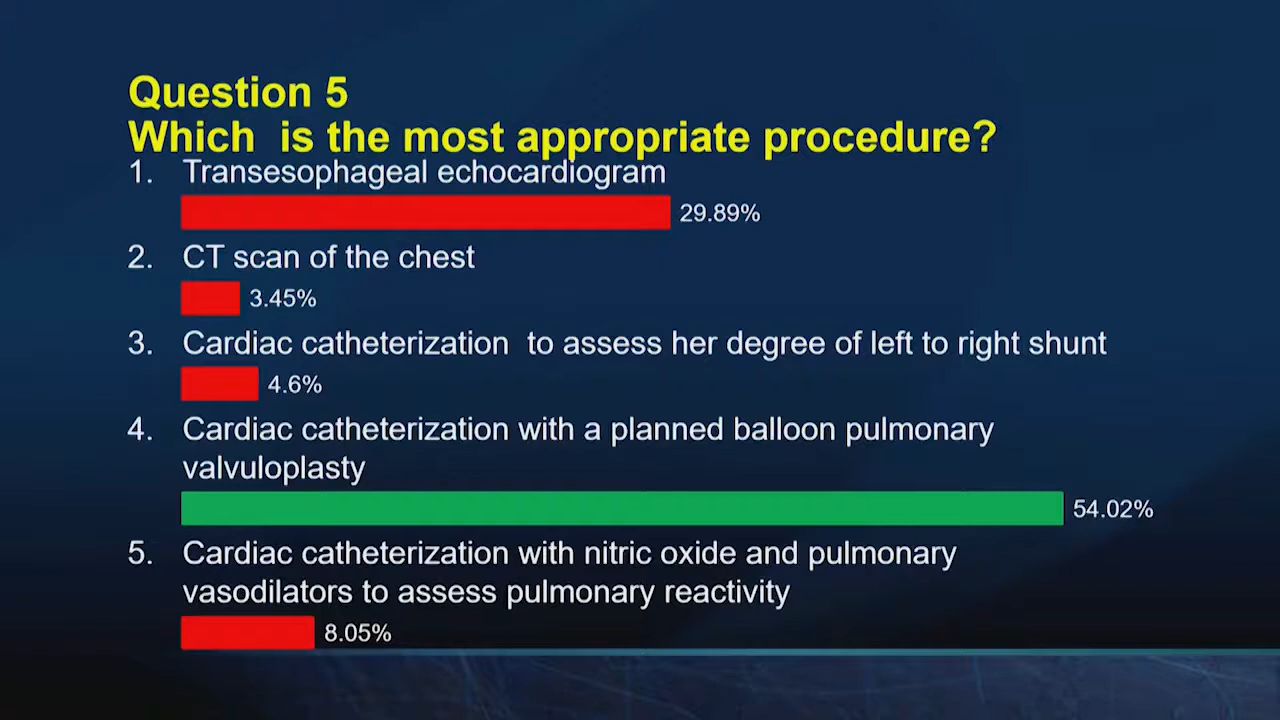 Question 5
Which is the most appropriate procedure?
1. Transesophageal echocardiogram
29.89%
2. CT scan of the chest
3.45%
3. Cardiac catheterization to assess her degree of left to right shunt
4.6%
4. Cardiac catheterization with a planned balloon pulmonary
valvuloplasty
54.02%
5. Cardiac catheterization with nitric oxide and pulmonary
vasodilators to assess pulmonary reactivity
8.05%